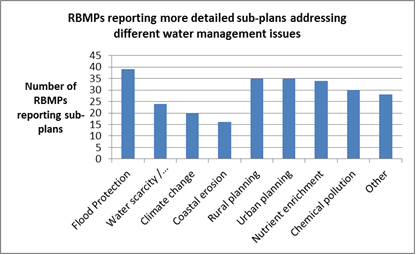 RBMPs reporting more detailed sub-plans addressing
different water management issues
Number of
RBMPs
reporting sub-
plans
45
40
35
30
25
20
15
10
5
0
Flood Protection
Water scarcity /...
Climate change
Coastal erosion
Rural planning
Urban planning
Nutrient enrichment
Chemical pollution
Other